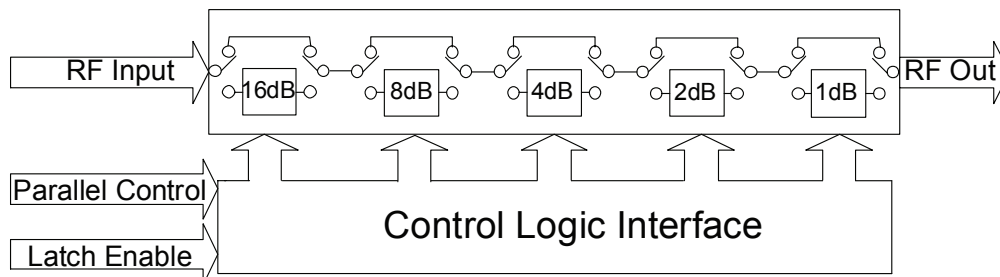 RF Input
16dB
8dB
4dB
2dB
1dB
RF Out
Parallel Control
Control Logic Interface
Latch Enable